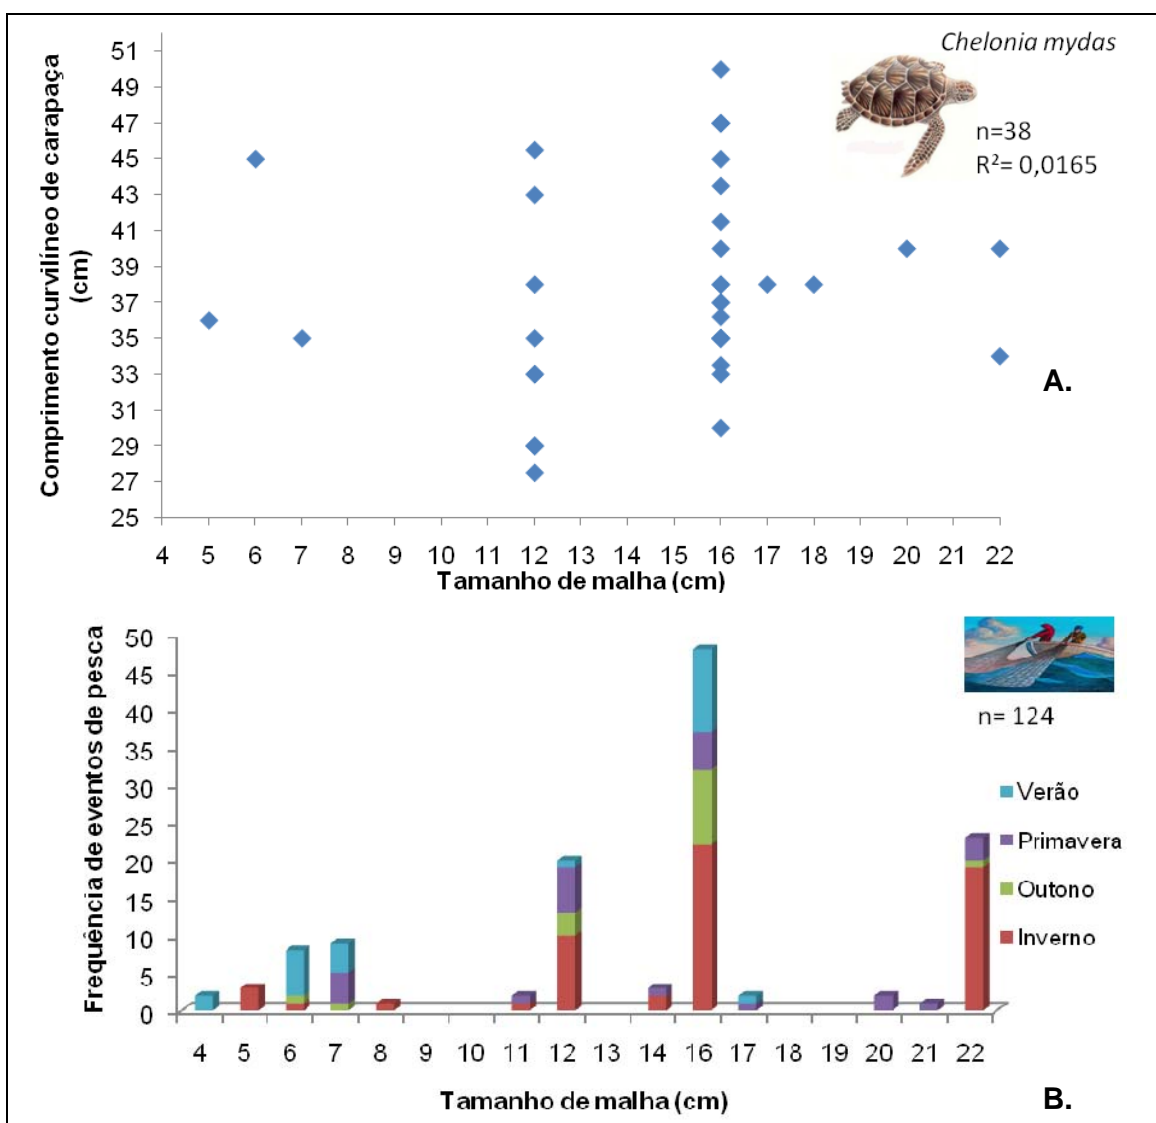 Chelonia mydas
n=38
R²= 0,0165
Comprimento curvilíneo de carapaça
(cm)
51
49
47
45
43
41
39
37
35
33
31
29
27
25
4 5 6 7 8 9 10 11 12 13 14 15 16 17 18 19 20 21 22
Tamanho de malha (cm)
A.
Frequência de eventos de pesca
50
45
40
35
30
25
20
15
10
5
0
n= 124
Verão
Primavera
Outono
Inverno
4 5 6 7 8 9 10 11 12 13 14 16 17 18 20 21 22
Tamanho de malha (cm)
B.